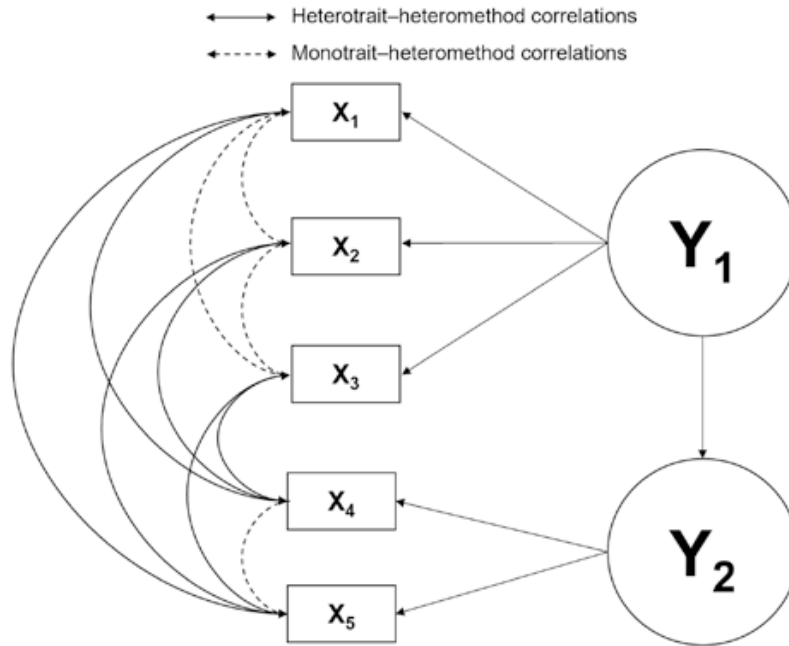 Heterotrait–heteromethod correlations
Monotrait–heteromethod correlations
X₁
X₂
X₃
X₄
X₅
Y₁
Y₂